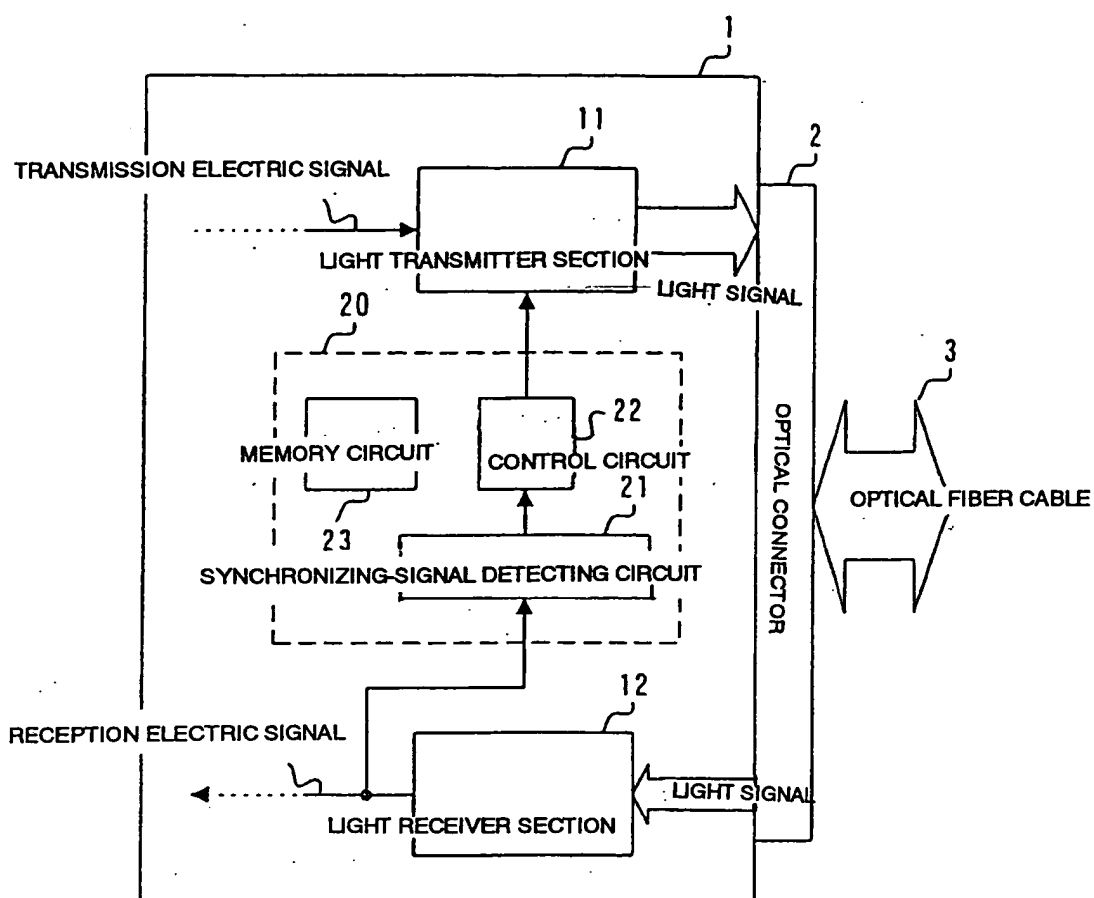 1
11
2
TRANSMISSION ELECTRIC SIGNAL
LIGHT TRANSMITTER SECTION
LIGHT SIGNAL
20
3
22
MEMORY CIRCUIT
CONTROL CIRCUIT
OPTICAL CONNECTOR
OPTICAL FIBER CABLE
21
23
SYNCHRONIZING-SIGNAL DETECTING CIRCUIT
12
RECEPTION ELECTRIC SIGNAL
LIGHT SIGNAL
LIGHT RECEIVER SECTION